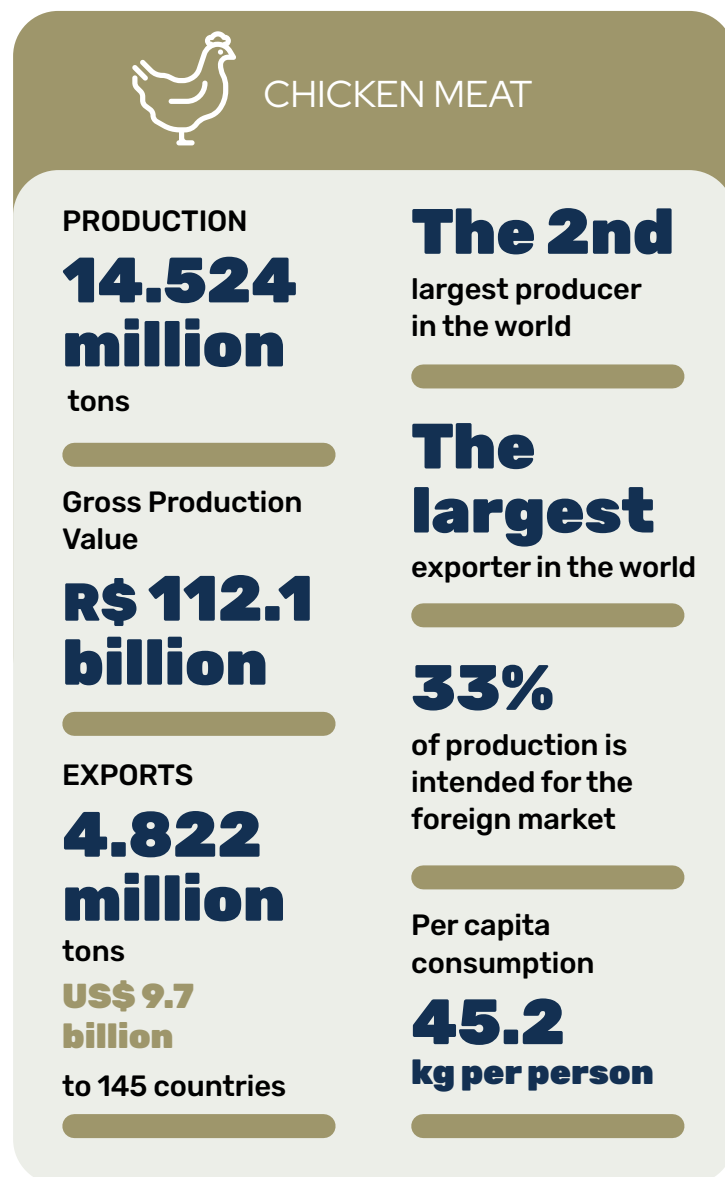 CHICKEN MEAT
PRODUCTION
14.524
million
tons
Gross Production
Value
R$ 112.1
billion
EXPORTS
4.822
million
tons
US$ 9.7
billion
to 145 countries
The 2nd
largest producer
in the world
The
largest
exporter in the world
33%
of production is
intended for the
foreign market
Per capita
consumption
45.2
kg per person